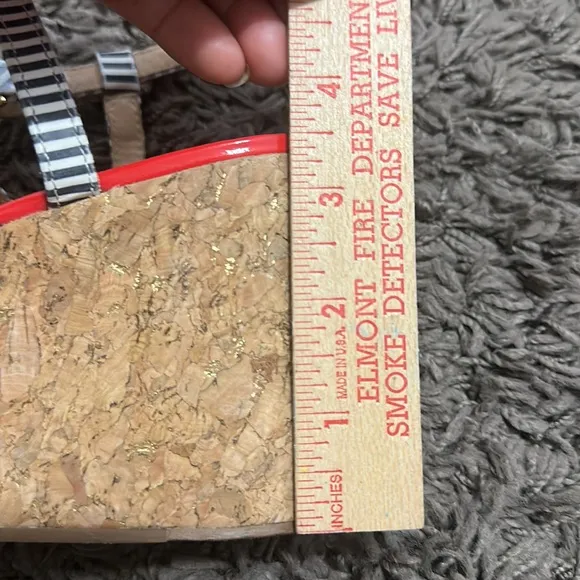 ELMONT FIRE DEPARTMEN
SMOKE DETECTORS SAVE LIV
MADE IN U.S.A.
INCHES
1
2
3
4